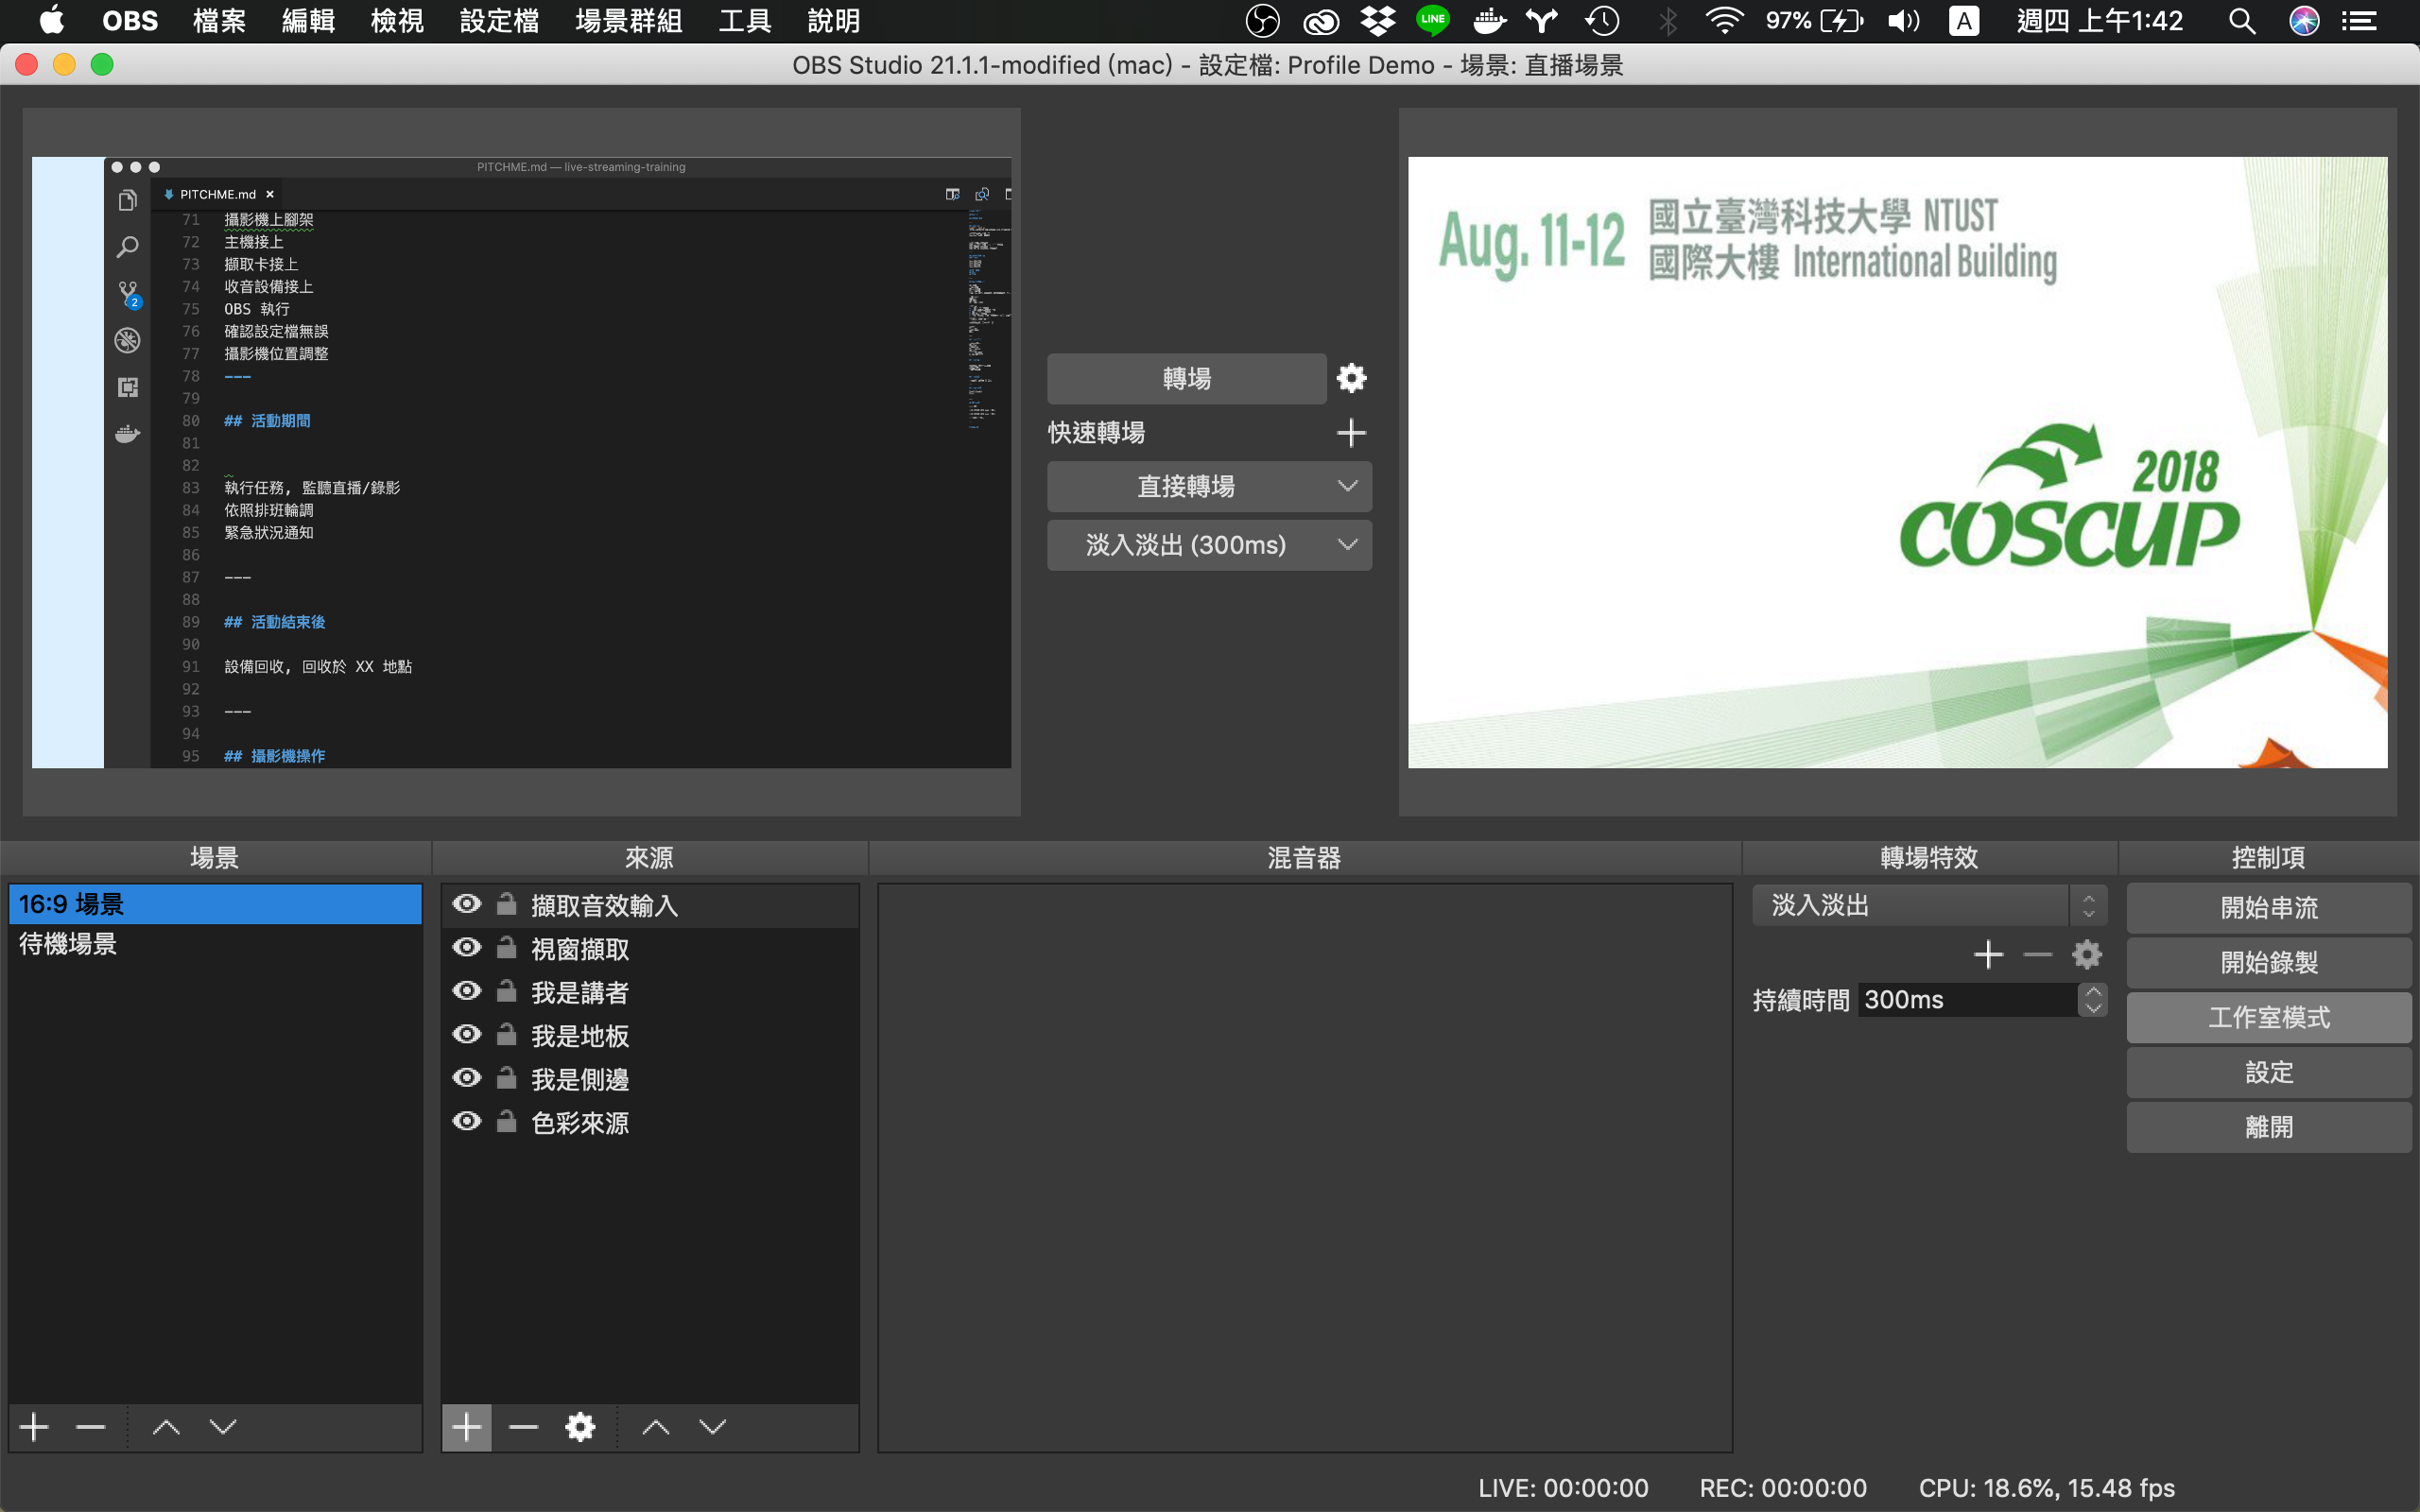 OBS 檔案 編輯 檢視 設定檔 場景群組 工具 說明
LINE 97% A 週四 上午1:42
OBS Studio 21.1.1-modified (mac) - 設定檔: Profile Demo - 場景: 直播場景
PITCHME.md — live-streaming-training
PITCHME.md ×
71 攝影機上腳架
72 主機接上
73 擷取卡接上
74 收音設備接上
75 OBS 執行
76 確認設定檔無誤
77 攝影機位置調整
78 ---
79
80 ## 活動期間
81
82
83 執行任務, 監聽直播/錄影
84 依照排班輪調
85 緊急狀況通知
86
87 ---
88
89 ## 活動結束後
90
91 設備回收, 回收於 XX 地點
92
93 ---
94
95 ## 攝影機操作
2
轉場
快速轉場
直接轉場
淡入淡出 (300ms)
Aug. 11-12
國立臺灣科技大學 NTUST
國際大樓 International Building
2018
COSCUP
場景
16:9 場景
待機場景
來源
擷取音效輸入
視窗擷取
我是講者
我是地板
我是側邊
色彩來源
混音器
轉場特效
淡入淡出
持續時間 300ms
控制項
開始串流
開始錄製
工作室模式
設定
離開
LIVE: 00:00:00 REC: 00:00:00 CPU: 18.6%, 15.48 fps